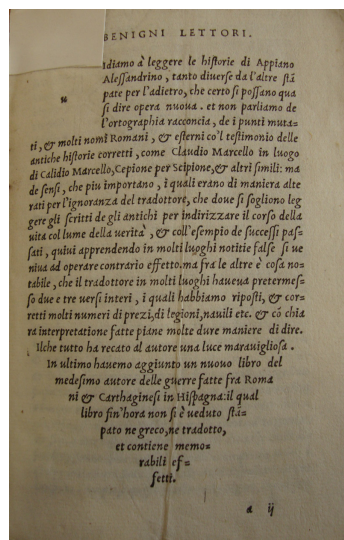 BENIGNI LETTORI.
diamo à leggere le historie di Appiano
Alessandrino, tanto diuerse da l'altre stā
pate per l'adietro, che certo si possano qua
si dire opera nuoua. et non parliamo de
l'ortographia racconcia, de i punti muta=
ti, & molti nomi Romani, & esterni co'l testimonio delle
antiche historie corretti, come Claudio Marcello in luogo
di Calidio Marcello, Cepione per Scipione, & altri simili: ma
de sensi, che piu importano, i quali erano di maniera alte
rati per l'ignoranza del tradottore, che doue si sogliono leg
gere gli scritti de gli antichi per indirizzare il corso della
uita col lume della uerità, & coll'esempio de successi pas=
sati, quiui apprendendo in molti luoghi notitie false si ue
niua ad operare contrario effetto. ma fra le altre è cosa no=
tabile, che il tradottore in molti luoghi haueua pretermes=
so due e tre uersi interi, i quali habbiamo riposti, & cor=
retti molti numeri di prezi, di legioni, nauili etc. & cō chia
ra interpretatione fatte piane molte dure maniere di dire.
Ilche tutto ha recato al autore una luce marauigliosa.
In ultimo hauemo aggiunto un nuouo libro del
medesimo autore delle guerre fatte fra Roma
ni & Carthaginesi in Hispagna: il qual
libro fin'hora non si è ueduto stā=
pato ne greco, ne tradotto,
et contiene memo=
rabili ef=
fetti.
a ij